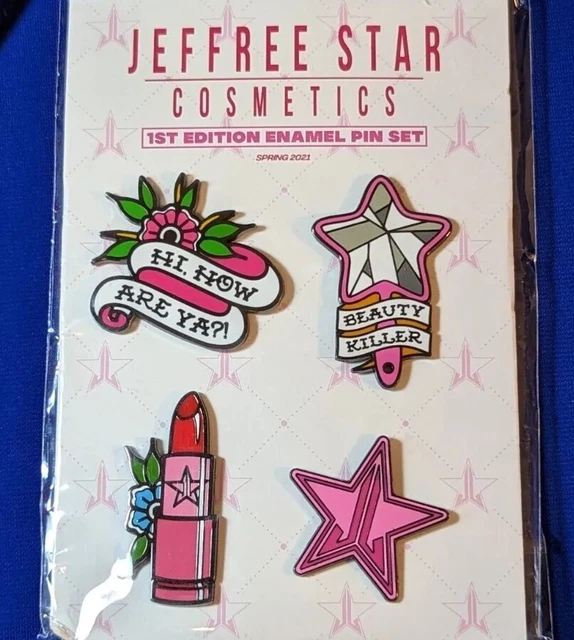 JEFFREE STAR
COSMETICS
1ST EDITION ENAMEL PIN SET
SPRING 2021
HI, HOW
ARE YA?!
BEAUTY
KILLER